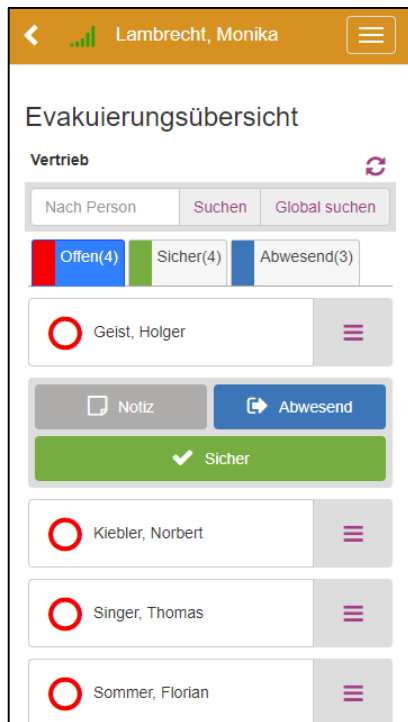 Lambrecht, Monika
Evakuierungsübersicht
Vertrieb
Nach Person Suchen Global suchen
Offen(4) Sicher(4) Abwesend(3)
Geist, Holger
Notiz Abwesend
Sicher
Kiebler, Norbert
Singer, Thomas
Sommer, Florian